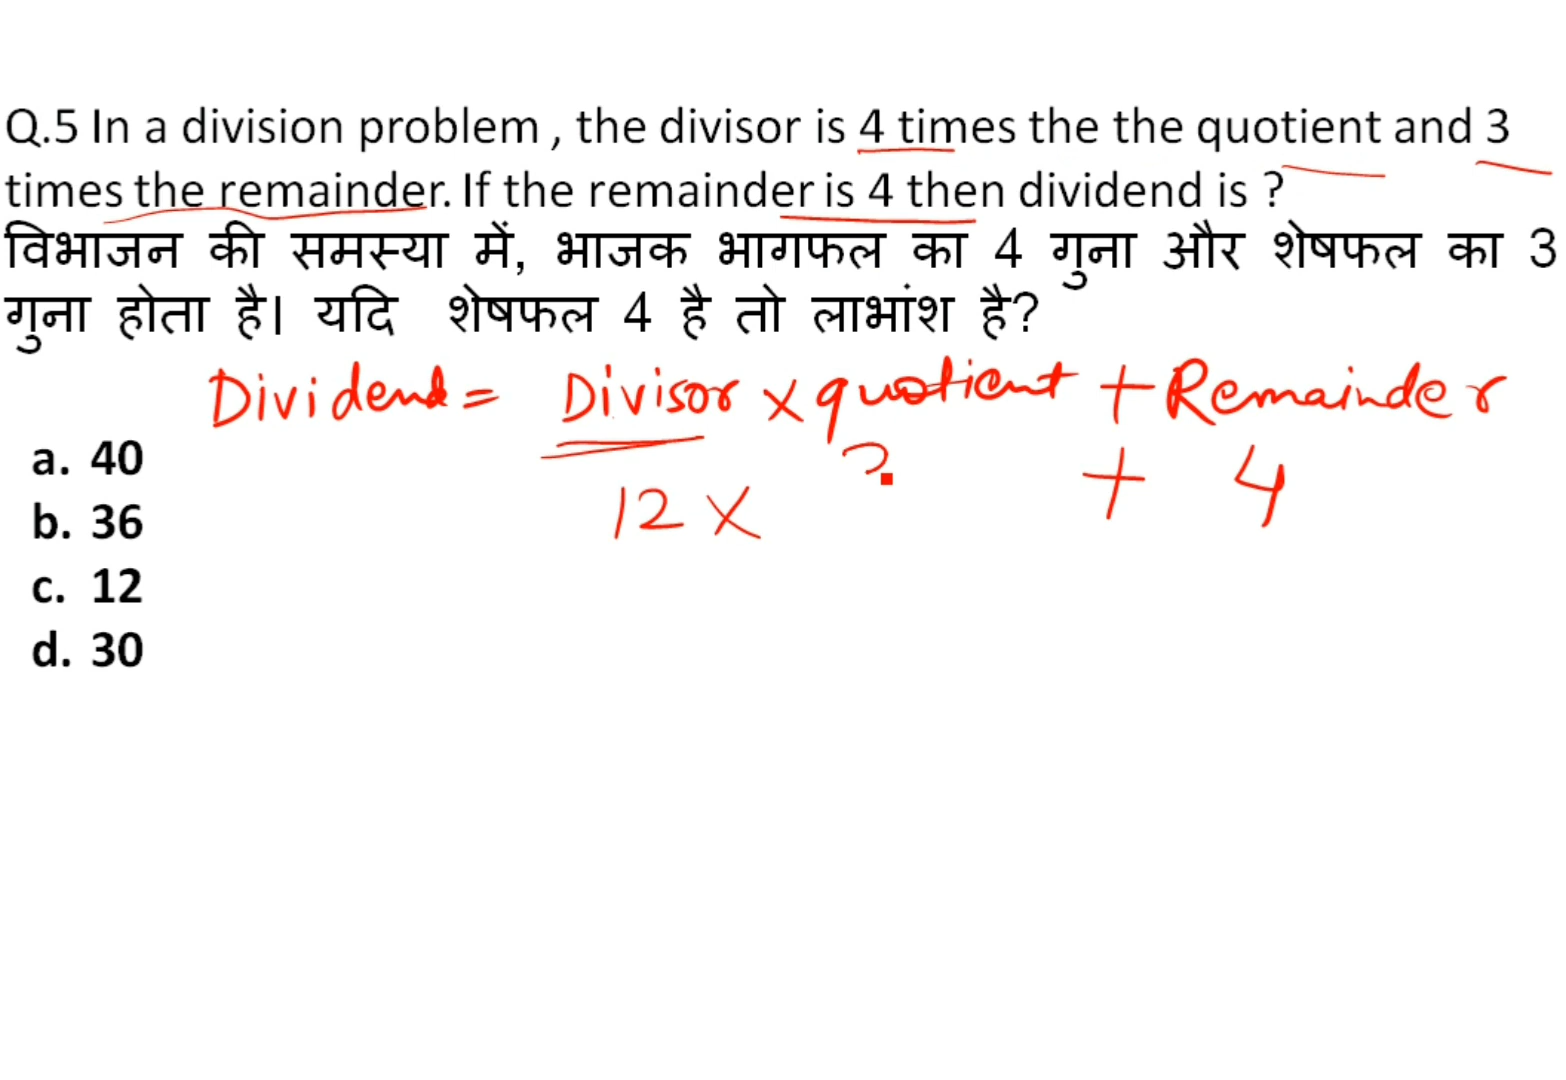 Q.5 In a division problem , the divisor is 4 times the the quotient and 3
times the remainder. If the remainder is 4 then dividend is ?
विभाजन की समस्या में, भाजक भागफल का 4 गुना और शेषफल का 3
गुना होता है। यदि शेषफल 4 है तो लाभांश है?
Dividend = Divisor × quotient + Remainder
12 × ? + 4
a. 40
b. 36
c. 12
d. 30